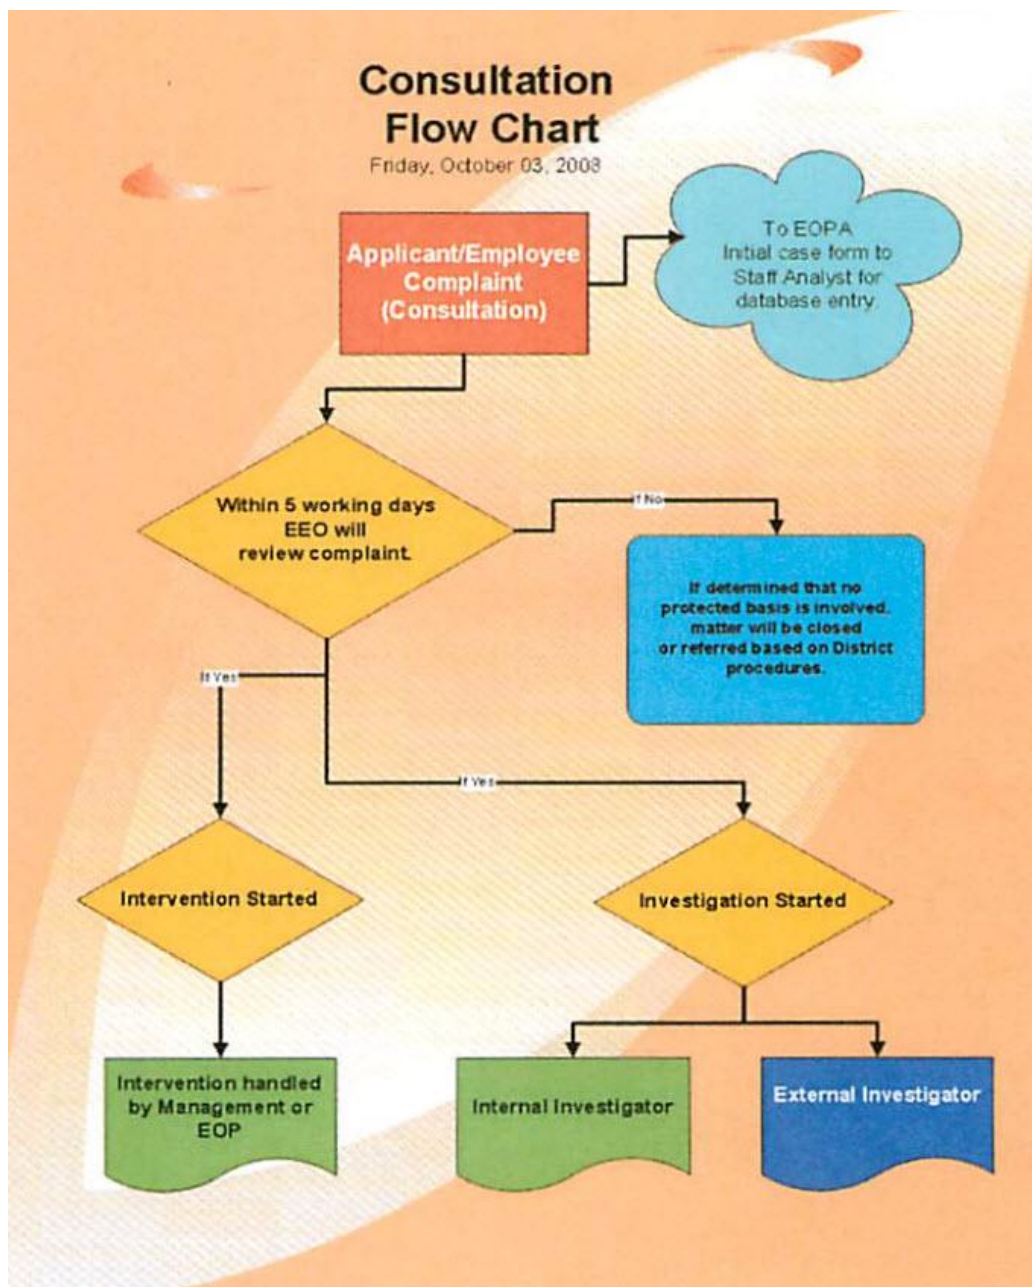 Consultation
Flow Chart
Friday, October 03, 2008
Applicant/Employee
Complaint
(Consultation)
To EOPA
Initial case form to
Staff Analyst for
database entry.
Within 5 working days
EEO will
review complaint.
If No
If determined that no
protected basis is involved,
matter will be closed
or referred based on District
procedures.
If Yes
If Yes
Intervention Started
Investigation Started
Intervention handled
by Management or
EOP
Internal Investigator
External Investigator